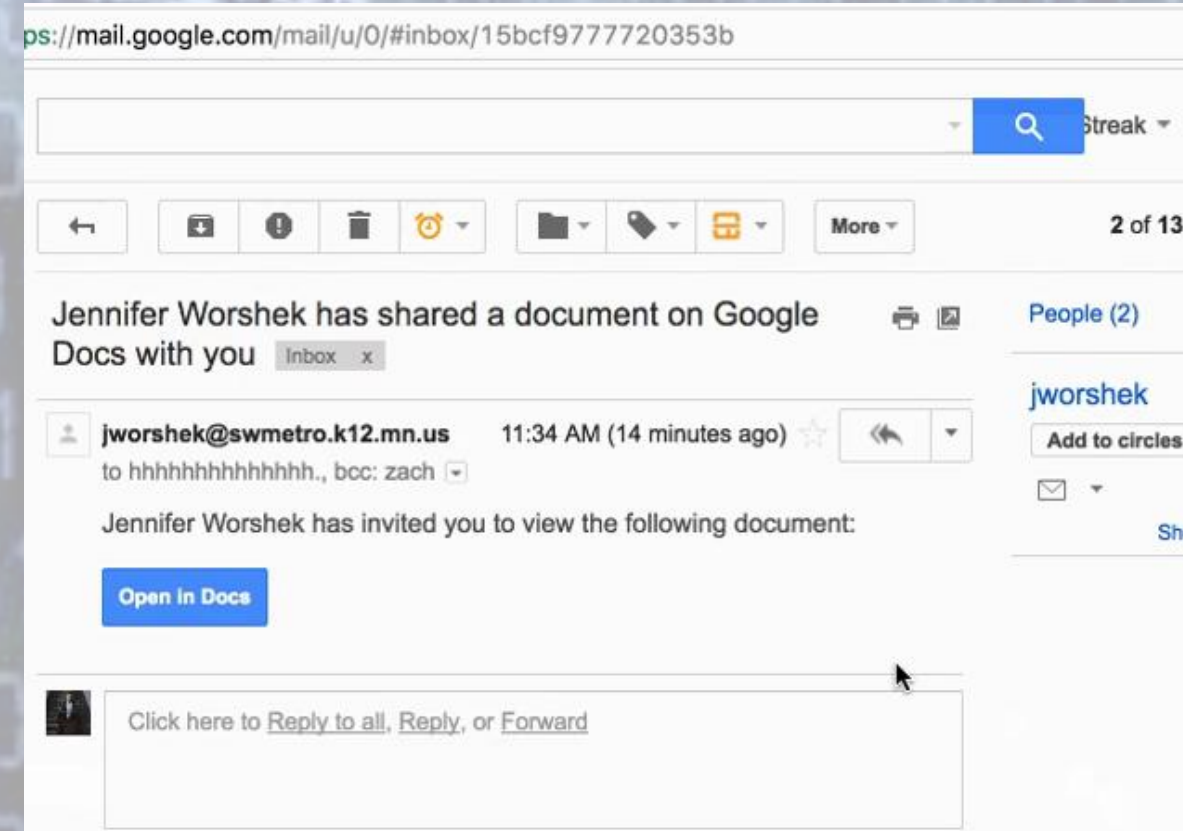 ps://mail.google.com/mail/u/0/#inbox/15bcf9777720353b
Streak
More
2 of 13
Jennifer Worshek has shared a document on Google
Docs with you Inbox x
People (2)
jworshek
jworshek@swmetro.k12.mn.us 11:34 AM (14 minutes ago)
Add to circles
to hhhhhhhhhhhhhhh., bcc: zach
Jennifer Worshek has invited you to view the following document:
Sh
Open in Docs
Click here to Reply to all, Reply, or Forward